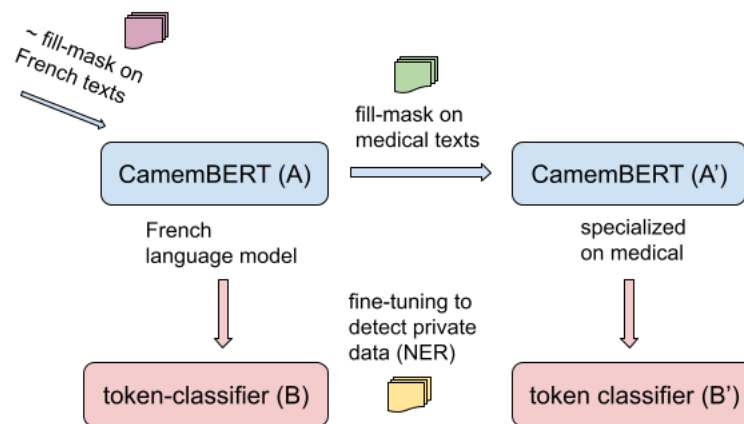 ~ fill-mask on
French texts
fill-mask on
medical texts
CamemBERT (A)
CamemBERT (A’)
French
language model
specialized
on medical
fine-tuning to
detect private
data (NER)
token-classifier (B)
token classifier (B’)